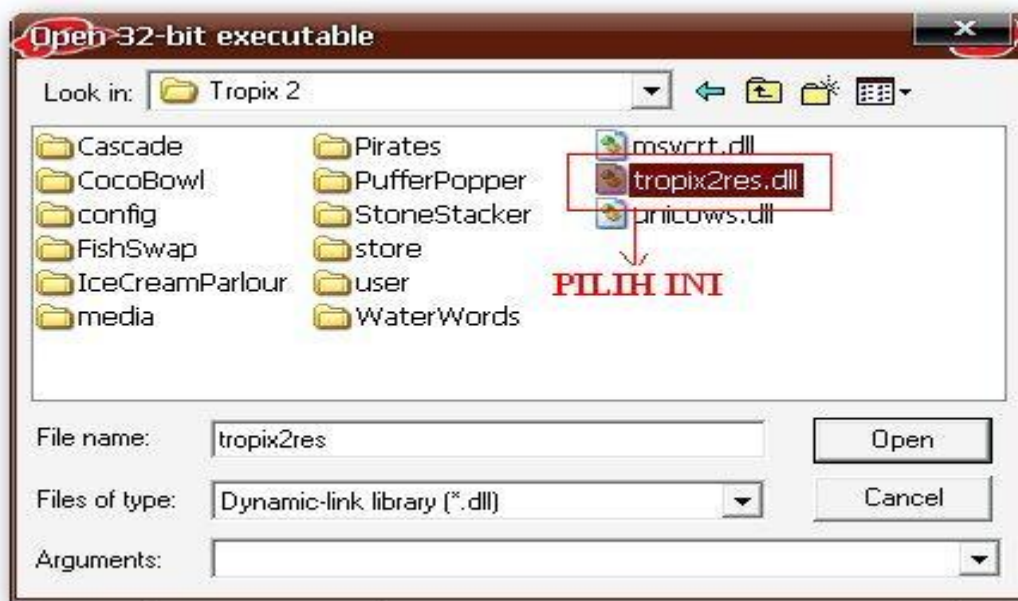 Open 32-bit executable
Look in: Tropix 2
Cascade Pirates msvcrt.dll
CocoBowl PufferPopper tropix2res.dll
config StoneStacker unicows.dll
FishSwap store
IceCreamParlour user
media WaterWords
PILIH INI
File name: tropix2res Open
Files of type: Dynamic-link library (*.dll) Cancel
Arguments: